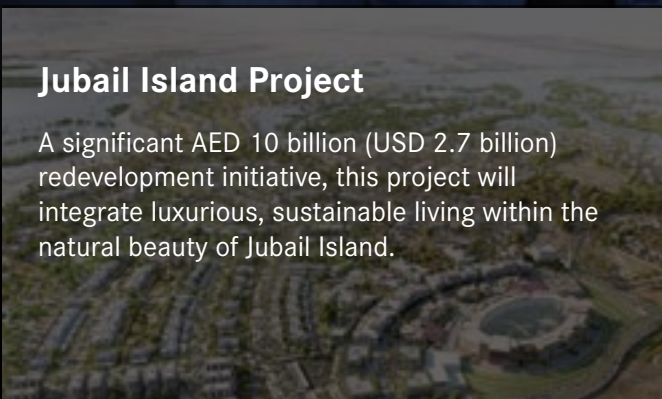 Jubail Island Project
A significant AED 10 billion (USD 2.7 billion)
redevelopment initiative, this project will
integrate luxurious, sustainable living within the
natural beauty of Jubail Island.